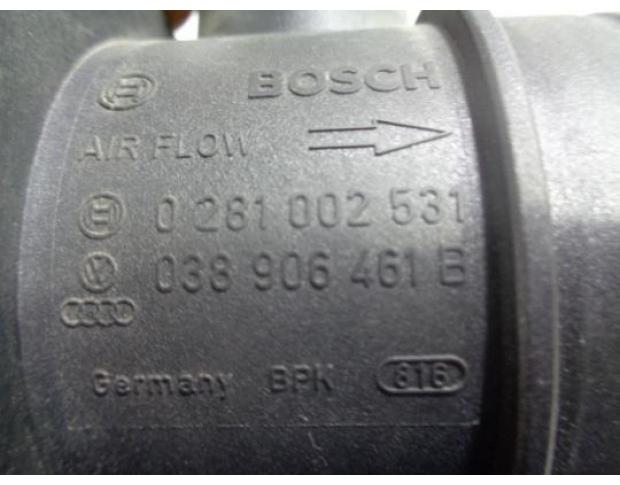 BOSCH
AIR FLOW
0 281 002 531
038 906 461 B
Germany BPK 816